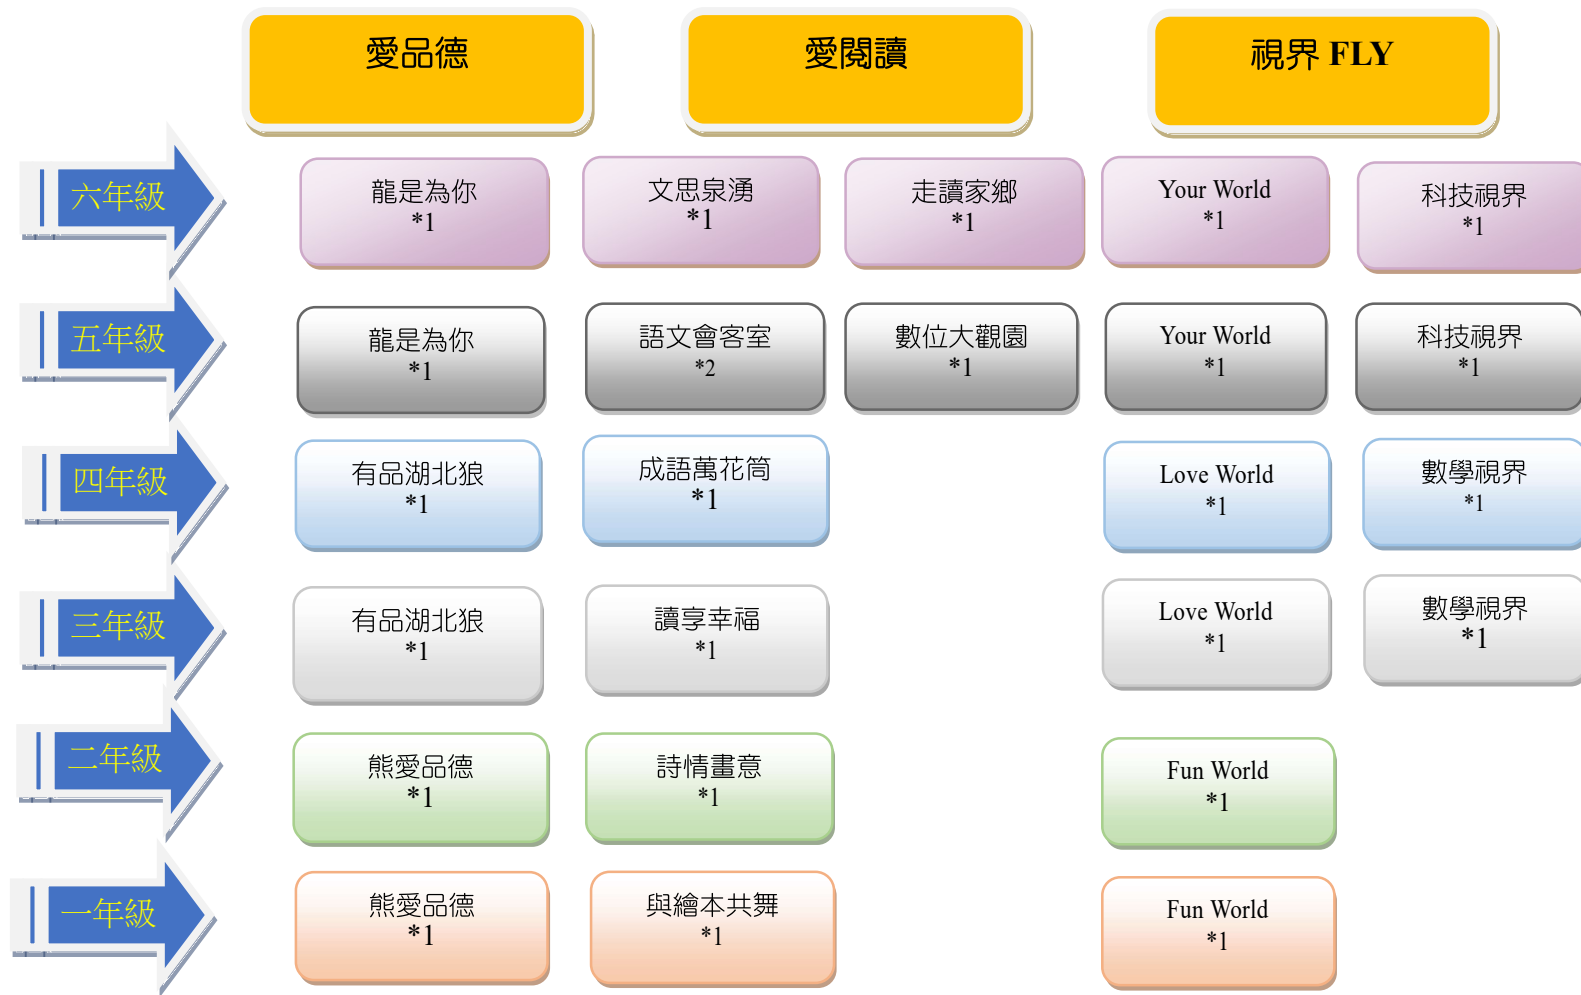 愛品德
愛閱讀
視界 FLY
六年級
龍是為你
*1
文思泉湧
*1
走讀家鄉
*1
Your World
*1
科技視界
*1
五年級
龍是為你
*1
語文會客室
*2
數位大觀園
*1
Your World
*1
科技視界
*1
四年級
有品湖北狼
*1
成語萬花筒
*1
Love World
*1
數學視界
*1
三年級
有品湖北狼
*1
讀享幸福
*1
Love World
*1
數學視界
*1
二年級
熊愛品德
*1
詩情畫意
*1
Fun World
*1
一年級
熊愛品德
*1
與繪本共舞
*1
Fun World
*1